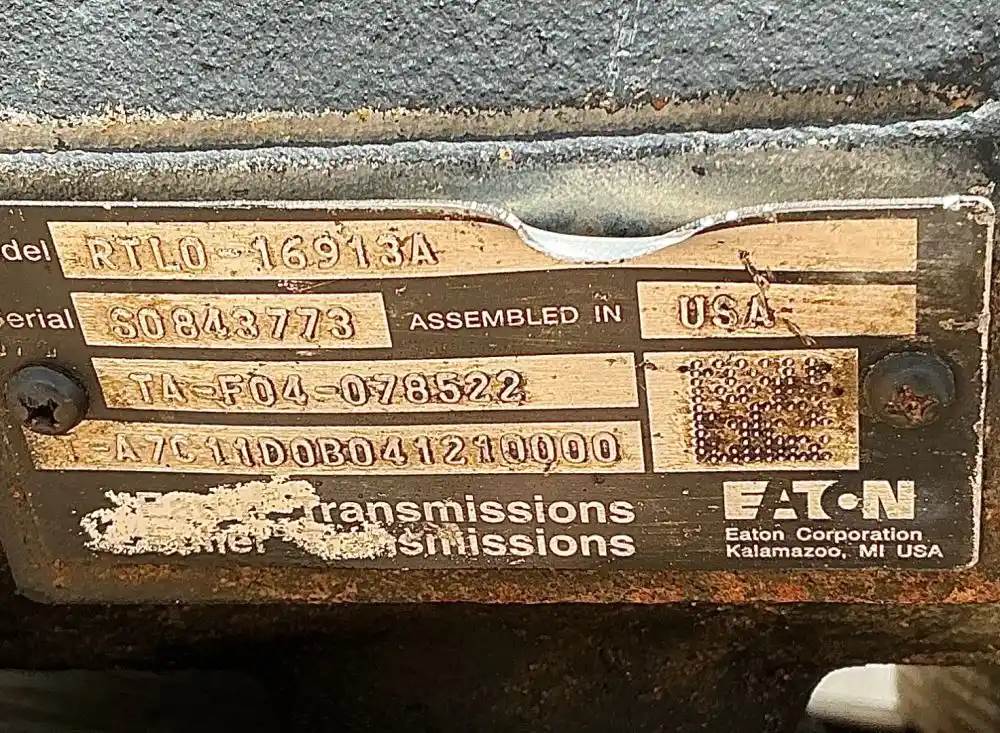 del RTLO-16913A
erial S0843773 ASSEMBLED IN USA
TA-F04-078522
-A7C11D0B041210000
Transmissions
smissions
EATON
Eaton Corporation
Kalamazoo, MI USA